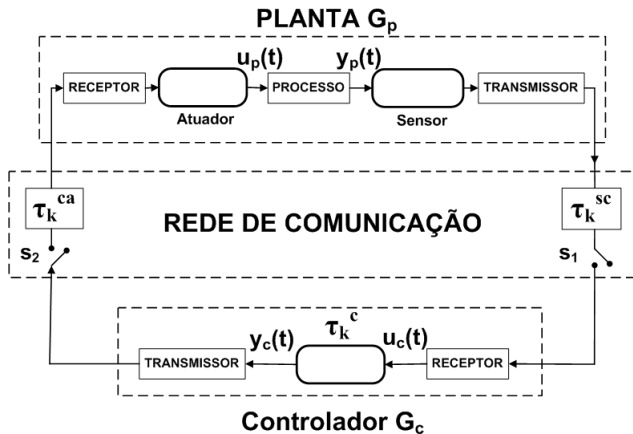 PLANTA Gp
up(t)
yp(t)
RECEPTOR
PROCESSO
TRANSMISSOR
Atuador
Sensor
τk^ca
REDE DE COMUNICAÇÃO
τk^sc
s2
s1
τk^c
yc(t)
uc(t)
TRANSMISSOR
RECEPTOR
Controlador Gc